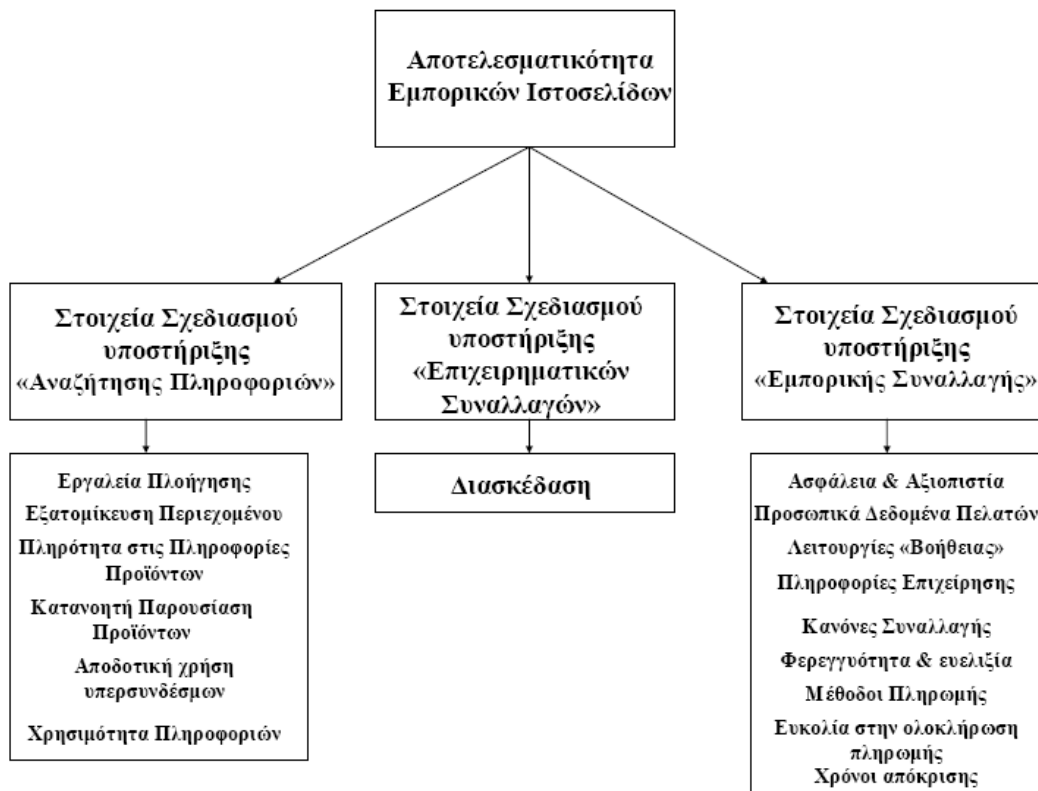 Αποτελεσματικότητα
Εμπορικών Ιστοσελίδων
Στοιχεία Σχεδιασμού
υποστήριξης
«Αναζήτησης Πληροφοριών»
Στοιχεία Σχεδιασμού
υποστήριξης
«Επιχειρηματικών
Συναλλαγών»
Στοιχεία Σχεδιασμού
υποστήριξης
«Εμπορικής Συναλλαγής»
Εργαλεία Πλοήγησης
Εξατομίκευση Περιεχομένου
Πληρότητα στις Πληροφορίες
Προϊόντων
Κατανοητή Παρουσίαση
Προϊόντων
Αποδοτική χρήση
υπερσυνδέσμων
Χρησιμότητα Πληροφοριών
Διασκέδαση
Ασφάλεια & Αξιοπιστία
Προσωπικά Δεδομένα Πελατών
Λειτουργίες «Βοήθειας»
Πληροφορίες Επιχείρησης
Κανόνες Συναλλαγής
Φερεγγυότητα & ευελιξία
Μέθοδοι Πληρωμής
Ευκολία στην ολοκλήρωση
πληρωμής
Χρόνοι απόκρισης